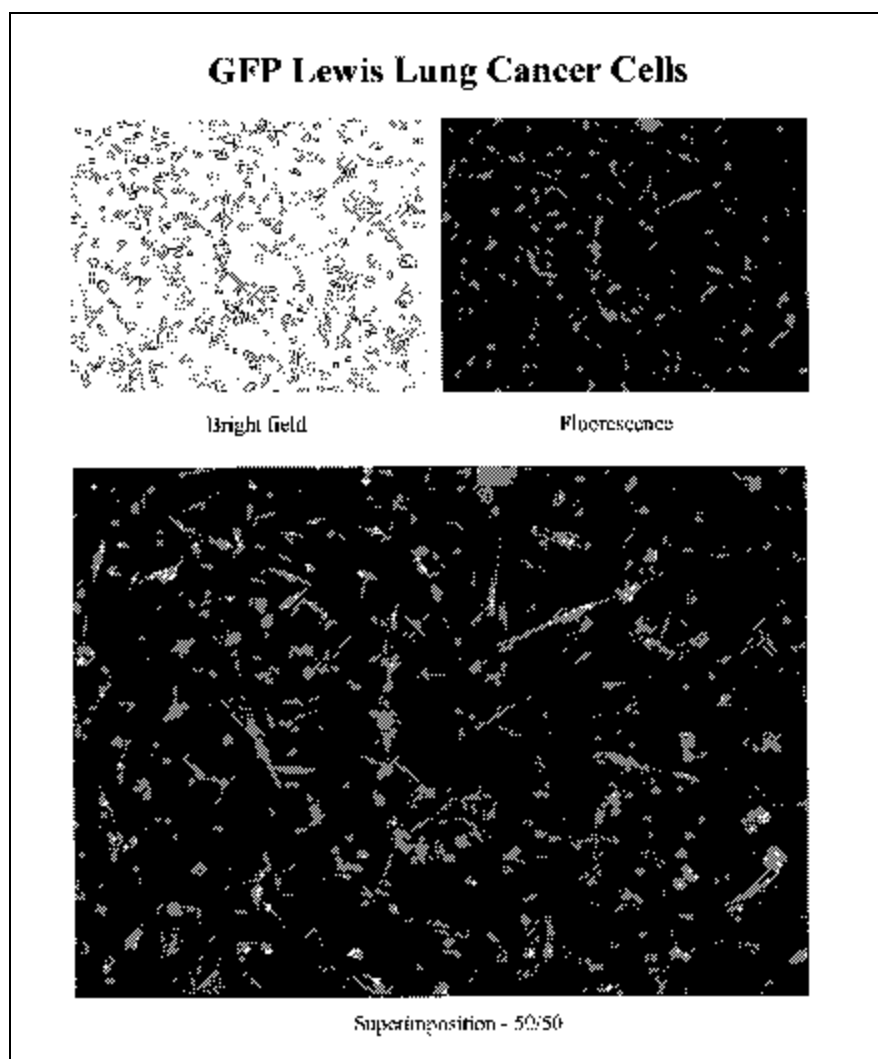 GFP Lewis Lung Cancer Cells
Bright field
Fluorescence
Superimposition - 50/50